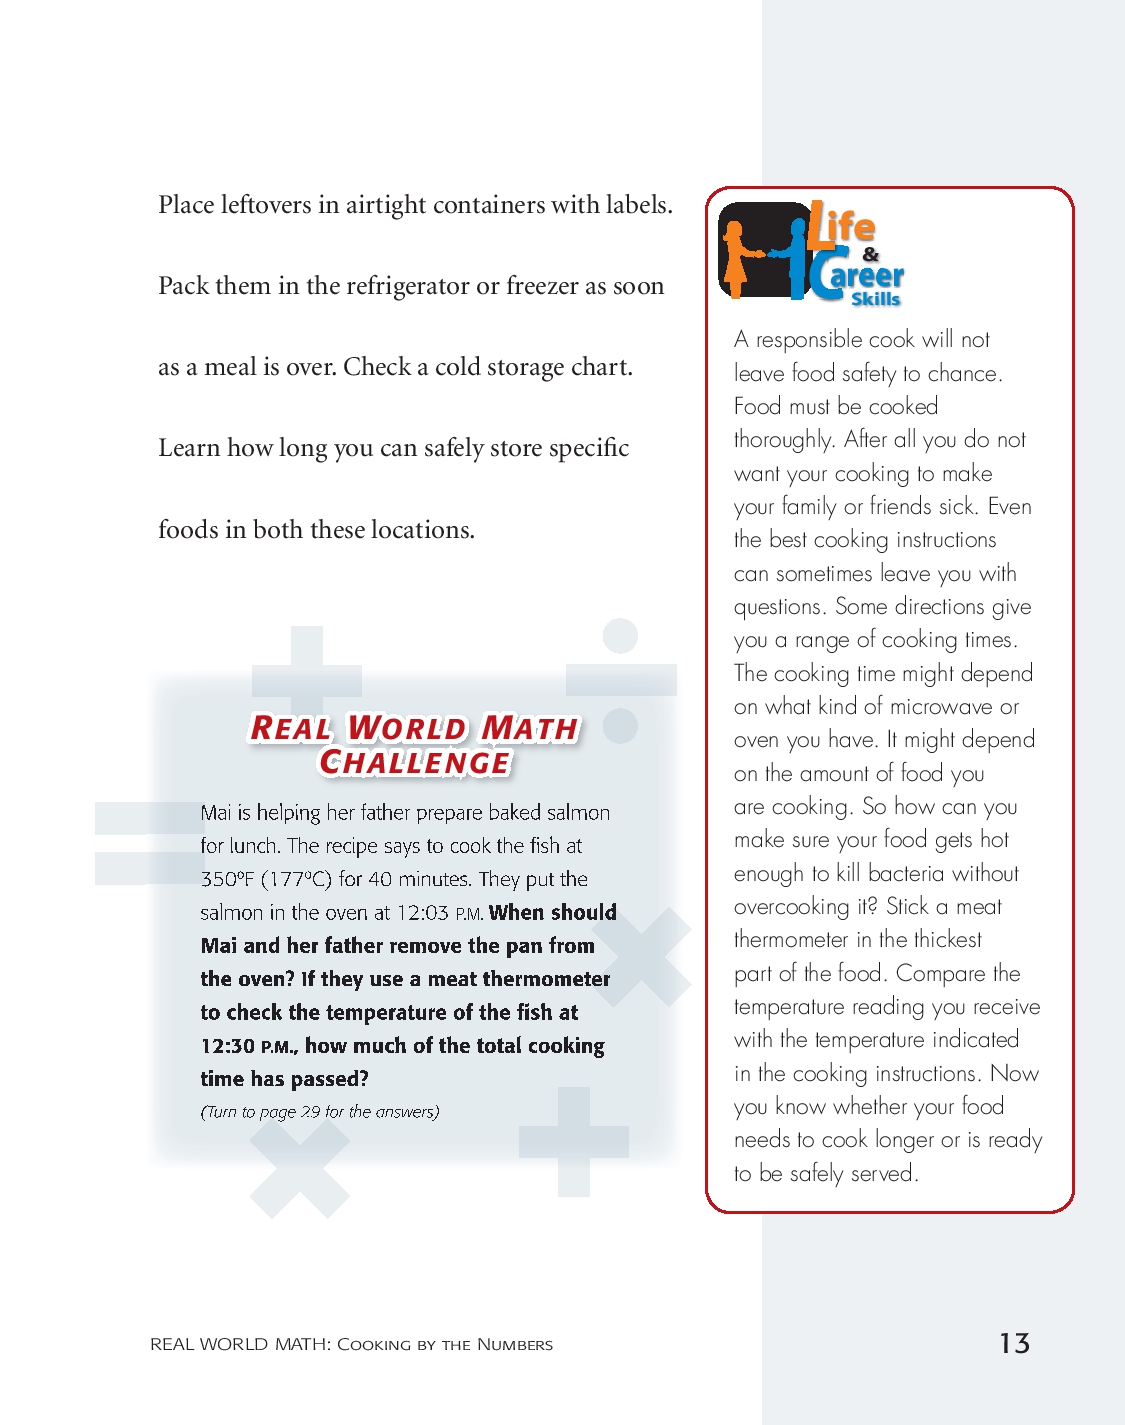 Place leftovers in airtight containers with labels.
Pack them in the refrigerator or freezer as soon
as a meal is over. Check a cold storage chart.
Learn how long you can safely store specific
foods in both these locations.
REAL WORLD MATH
CHALLENGE
Mai is helping her father prepare baked salmon
for lunch. The recipe says to cook the fish at
350ºF (177ºC) for 40 minutes. They put the
salmon in the oven at 12:03 P.M. When should
Mai and her father remove the pan from
the oven? If they use a meat thermometer
to check the temperature of the fish at
12:30 P.M., how much of the total cooking
time has passed?
(Turn to page 29 for the answers)
Life
&
Career
Skills
A responsible cook will not
leave food safety to chance.
Food must be cooked
thoroughly. After all you do not
want your cooking to make
your family or friends sick. Even
the best cooking instructions
can sometimes leave you with
questions. Some directions give
you a range of cooking times.
The cooking time might depend
on what kind of microwave or
oven you have. It might depend
on the amount of food you
are cooking. So how can you
make sure your food gets hot
enough to kill bacteria without
overcooking it? Stick a meat
thermometer in the thickest
part of the food. Compare the
temperature reading you receive
with the temperature indicated
in the cooking instructions. Now
you know whether your food
needs to cook longer or is ready
to be safely served.
REAL WORLD MATH: COOKING BY THE NUMBERS
13